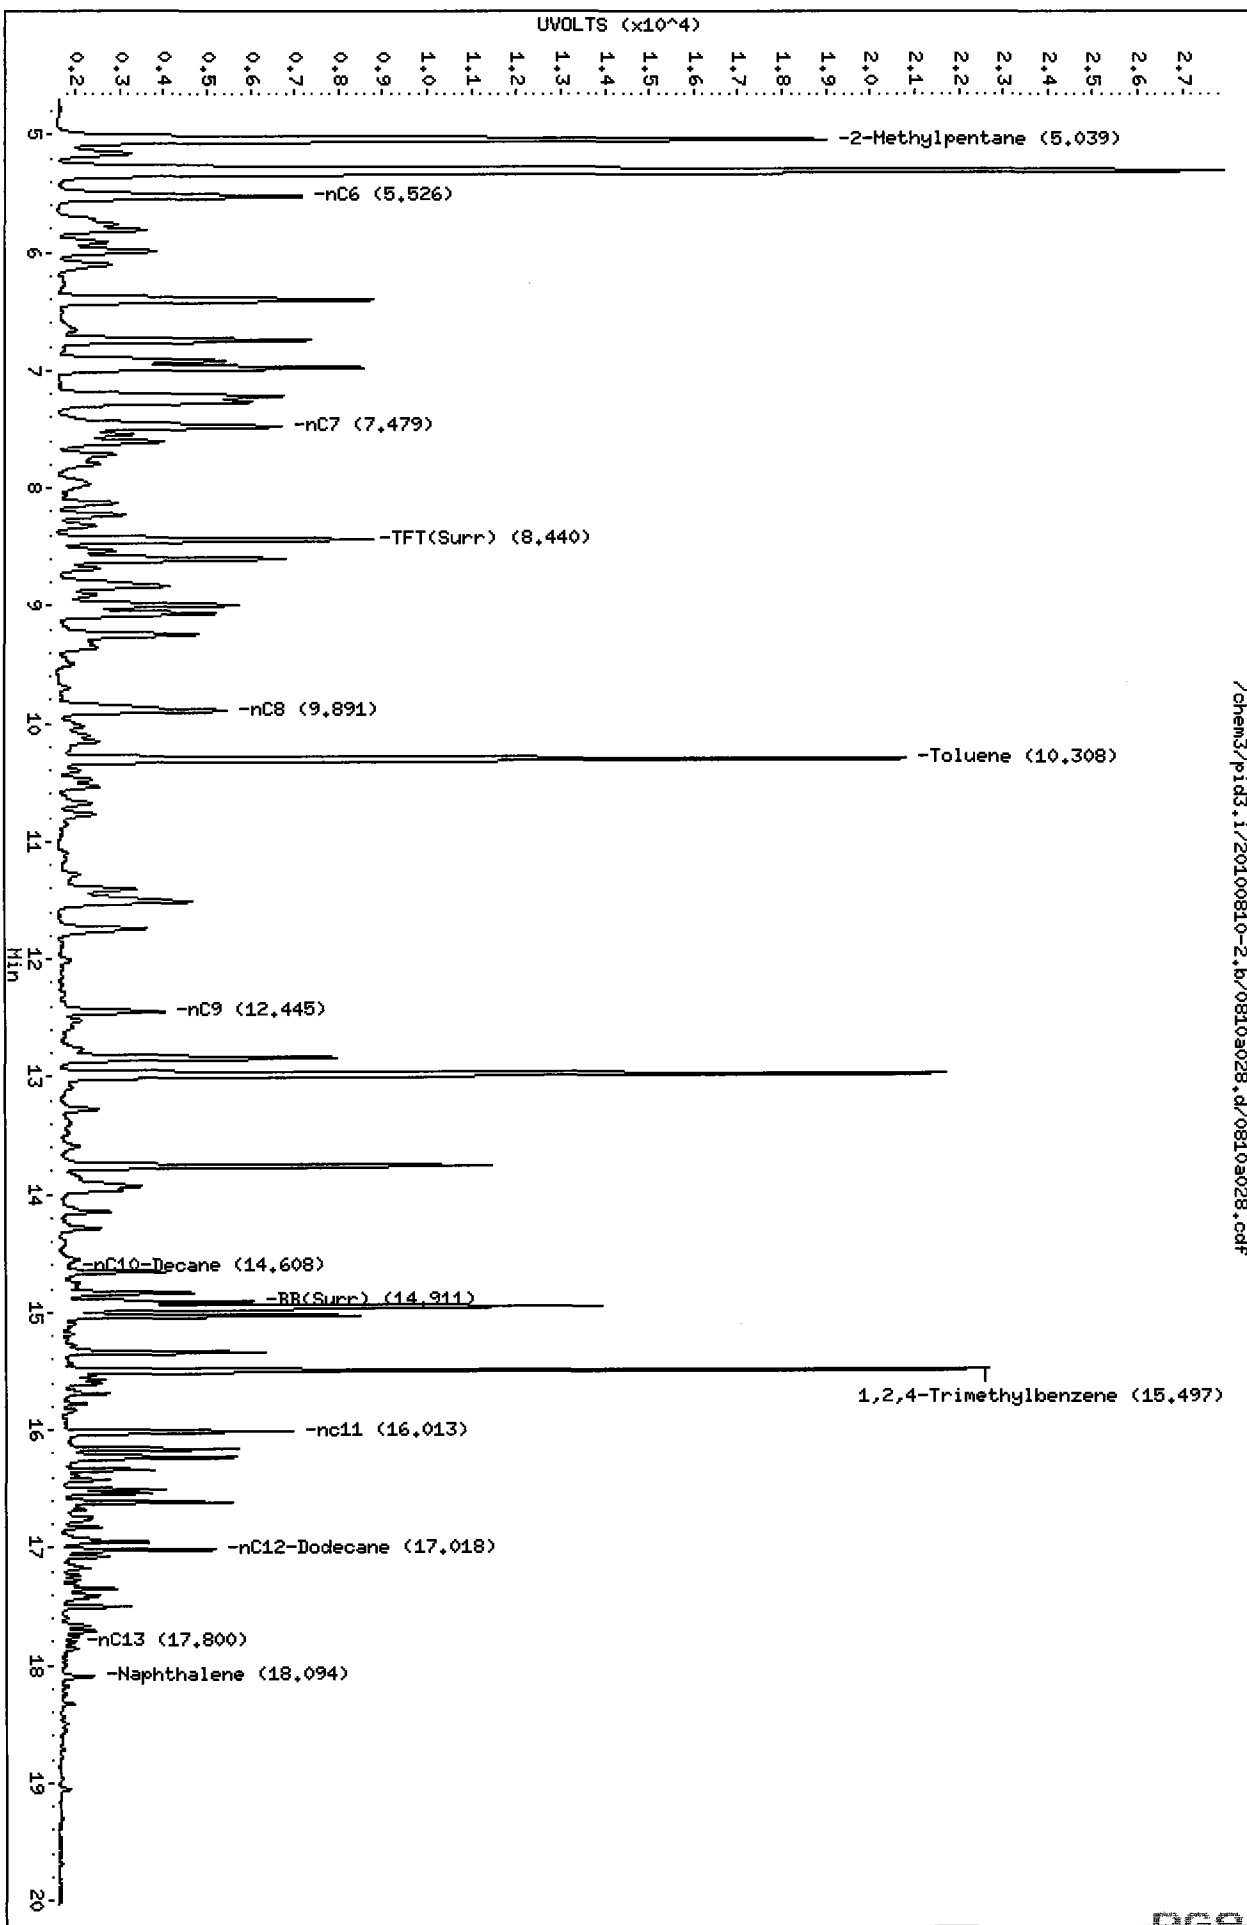 UVOLTS (x10^4)
0.2
0.3
0.4
0.5
0.6
0.7
0.8
0.9
1.0
1.1
1.2
1.3
1.4
1.5
1.6
1.7
1.8
1.9
2.0
2.1
2.2
2.3
2.4
2.5
2.6
2.7
5
-2-Methylpentane (5.039)
-nC6 (5.526)
6
7
-nC7 (7.479)
8
-TFT(Surr) (8.440)
9
-nC8 (9.891)
10
-Toluene (10.308)
11
12
Min
-nC9 (12.445)
13
14
-nC10-Decane (14.608)
-BB(Surr) (14.911)
15
1,2,4-Trimethylbenzene (15.497)
16
-nc11 (16.013)
17
-nC12-Dodecane (17.018)
-nC13 (17.800)
18
-Naphthalene (18.094)
19
20
/chem3/pid3.i/20100810-2.b/0810a028.d/0810a028.cdf